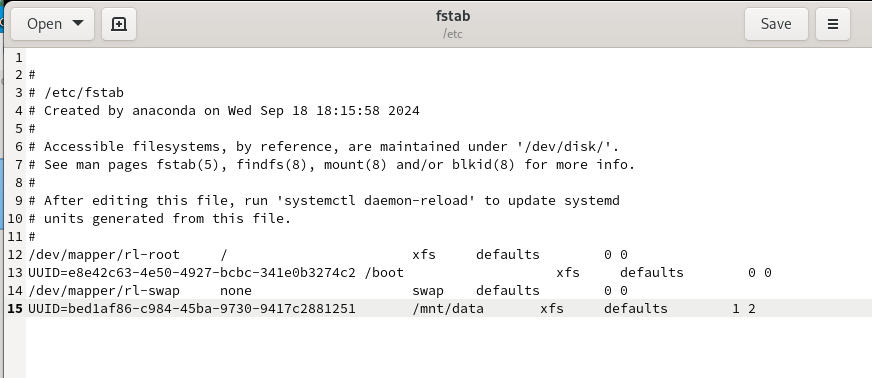 Open
fstab
/etc
Save
1
2 #
3 # /etc/fstab
4 # Created by anaconda on Wed Sep 18 18:15:58 2024
5 #
6 # Accessible filesystems, by reference, are maintained under '/dev/disk/'.
7 # See man pages fstab(5), findfs(8), mount(8) and/or blkid(8) for more info.
8 #
9 # After editing this file, run 'systemctl daemon-reload' to update systemd
10 # units generated from this file.
11 #
12 /dev/mapper/rl-root / xfs defaults 0 0
13 UUID=e8e42c63-4e50-4927-bcbc-341e0b3274c2 /boot xfs defaults 0 0
14 /dev/mapper/rl-swap none swap defaults 0 0
15 UUID=bed1af86-c984-45ba-9730-9417c2881251 /mnt/data xfs defaults 1 2